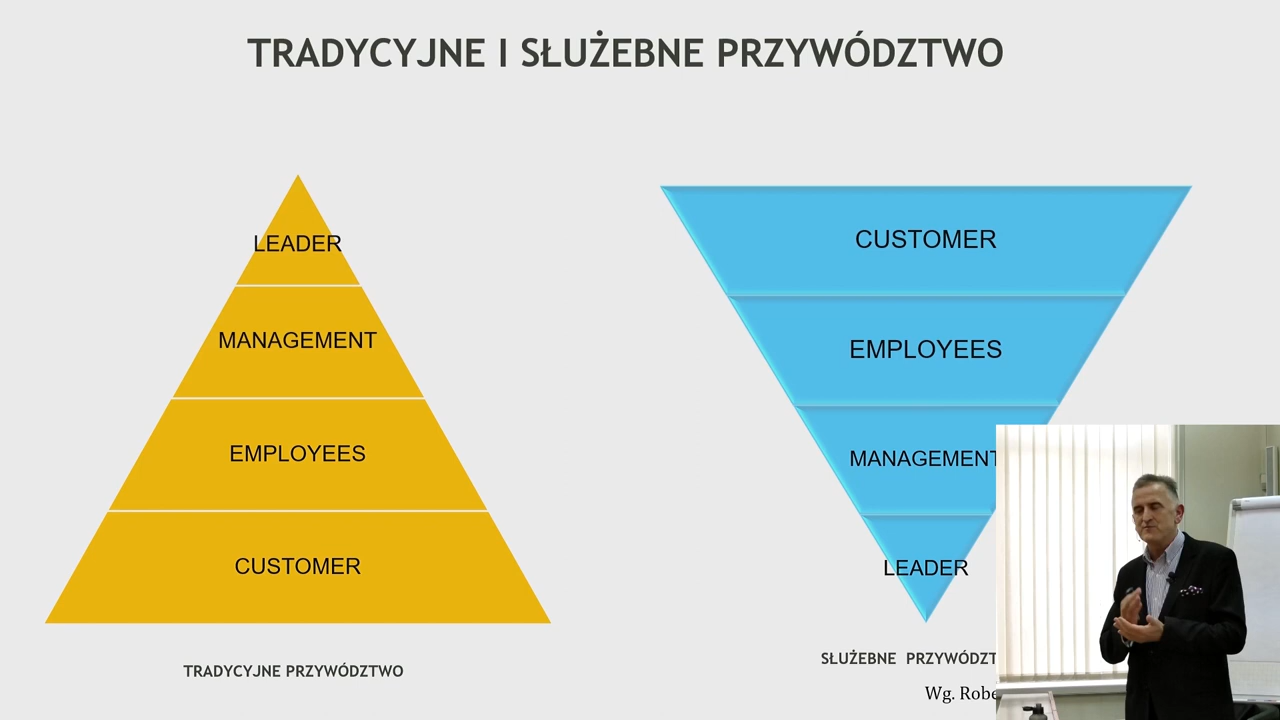 TRADYCYJNE I SŁUŻEBNE PRZYWÓDZTWO
LEADER
MANAGEMENT
EMPLOYEES
CUSTOMER
TRADYCYJNE PRZYWÓDZTWO
CUSTOMER
EMPLOYEES
MANAGEMENT
LEADER
SŁUŻEBNE PRZYWÓDZT
Wg. Robe